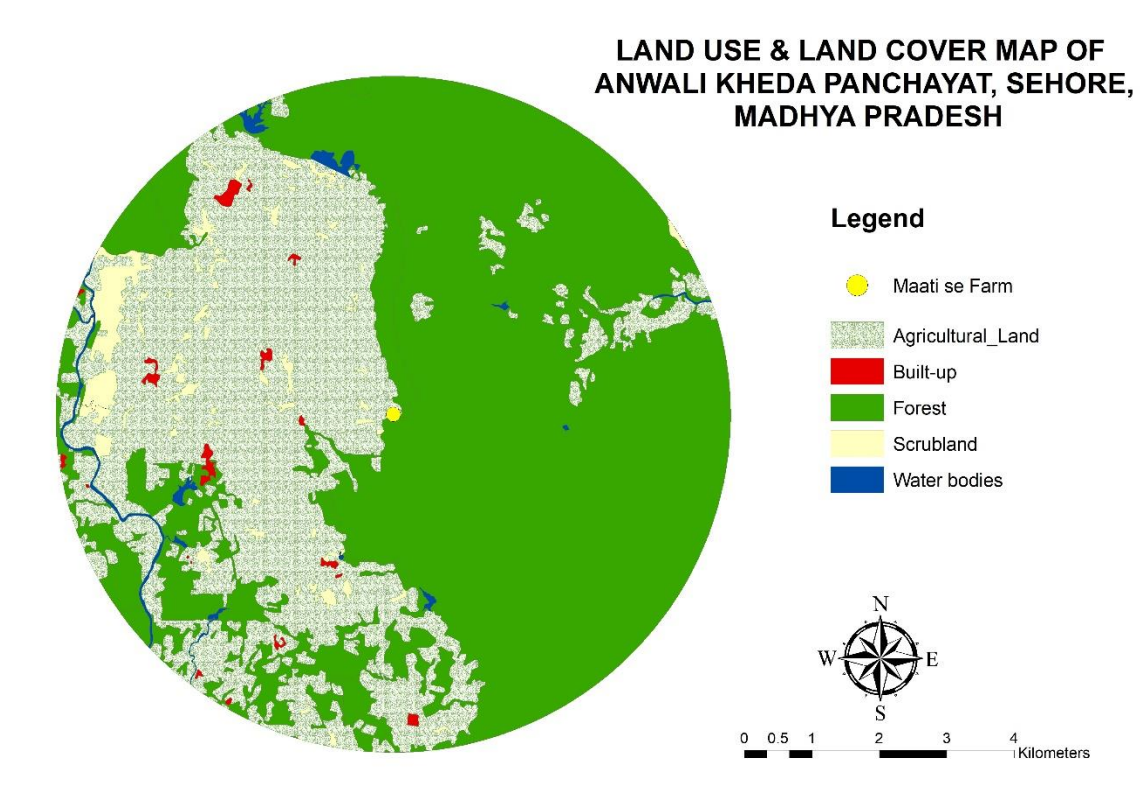 LAND USE & LAND COVER MAP OF
ANWALI KHEDA PANCHAYAT, SEHORE,
MADHYA PRADESH
Legend
Maati se Farm
Agricultural_Land
Built-up
Forest
Scrubland
Water bodies
N
W E
S
0 0.5 1 2 3 4
Kilometers